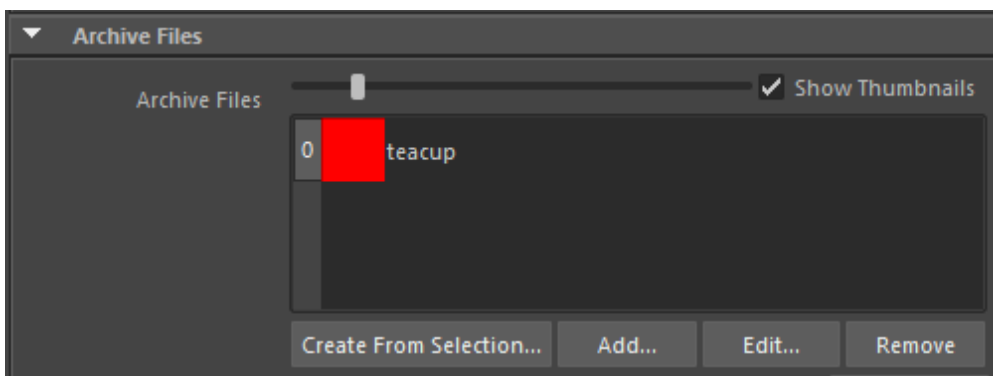 Archive Files
Archive Files
Show Thumbnails
0 teacup
Create From Selection... Add... Edit... Remove